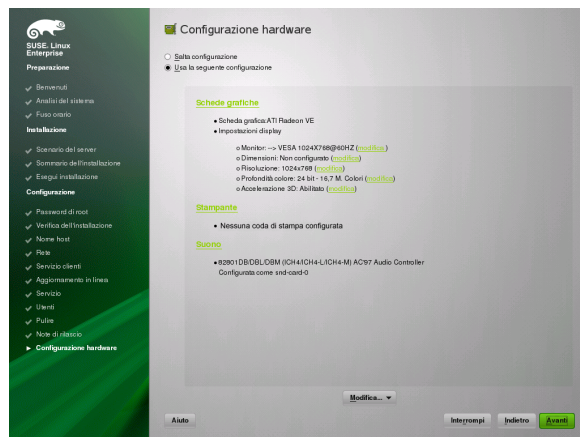 SUSE. Linux
Enterprise
Preparazione
Benvenuti
Analisi del sistema
Fuso orario
Installazione
Scenario del server
Sommario dell'installazione
Esegui installazione
Configurazione
Password di root
Verifica dell'installazione
Nome host
Rete
Servizio clienti
Aggiornamento in linea
Servizio
Utenti
Pulire
Note di rilascio
Configurazione hardware
Configurazione hardware
Salta configurazione
Usa la seguente configurazione
Schede grafiche
Scheda grafica:ATI Radeon VE
Impostazioni display
Monitor: --> VESA 1024X768@60HZ (modifica)
Dimensioni: Non configurato (modifica)
Risoluzione: 1024x768 (modifica)
Profondità colore: 24 bit - 16,7 M. Colori (modifica)
Accelerazione 3D: Abilitato (modifica)
Stampante
Nessuna coda di stampa configurata
Suono
82801DB/DBL/DBM (ICH4/ICH4-L/ICH4-M) AC'97 Audio Controller
Configurata come snd-card-0
Modifica...
Aiuto
Interrompi
Indietro
Avanti